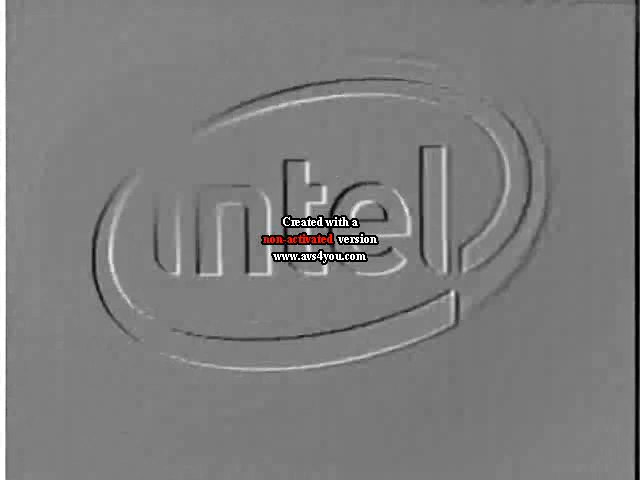 intel
Created with a
non-activated version
www.avs4you.com